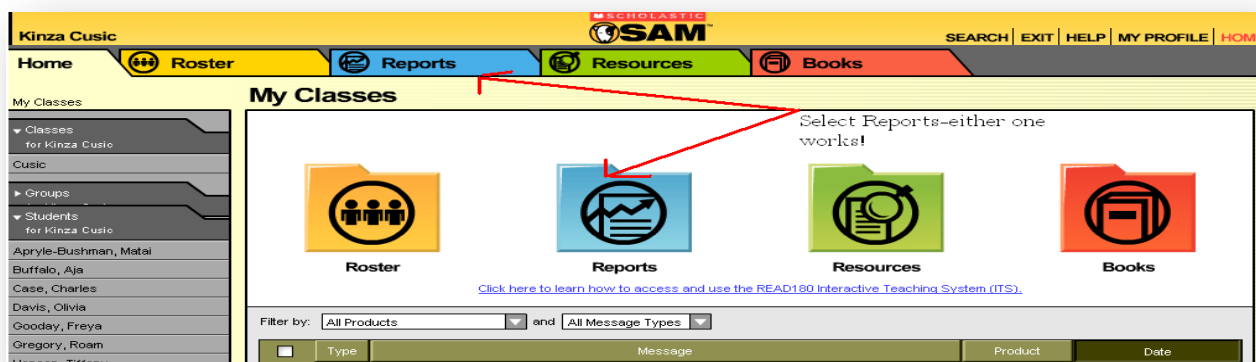 SCHOLASTIC
Kinza Cusic
SAM
SEARCH | EXIT | HELP | MY PROFILE | HOM
Home
Roster
Reports
Resources
Books
My Classes
My Classes
Classes
for Kinza Cusic
Cusic
Groups
Students
for Kinza Cusic
Apryle-Bushman, Matai
Buffalo, Aja
Case, Charles
Davis, Olivia
Gooday, Freya
Gregory, Roam
Select Reports-either one
works!
Roster
Reports
Resources
Books
Click here to learn how to access and use the READ180 Interactive Teaching System (ITS).
Filter by: All Products and All Message Types
Type Message Product Date